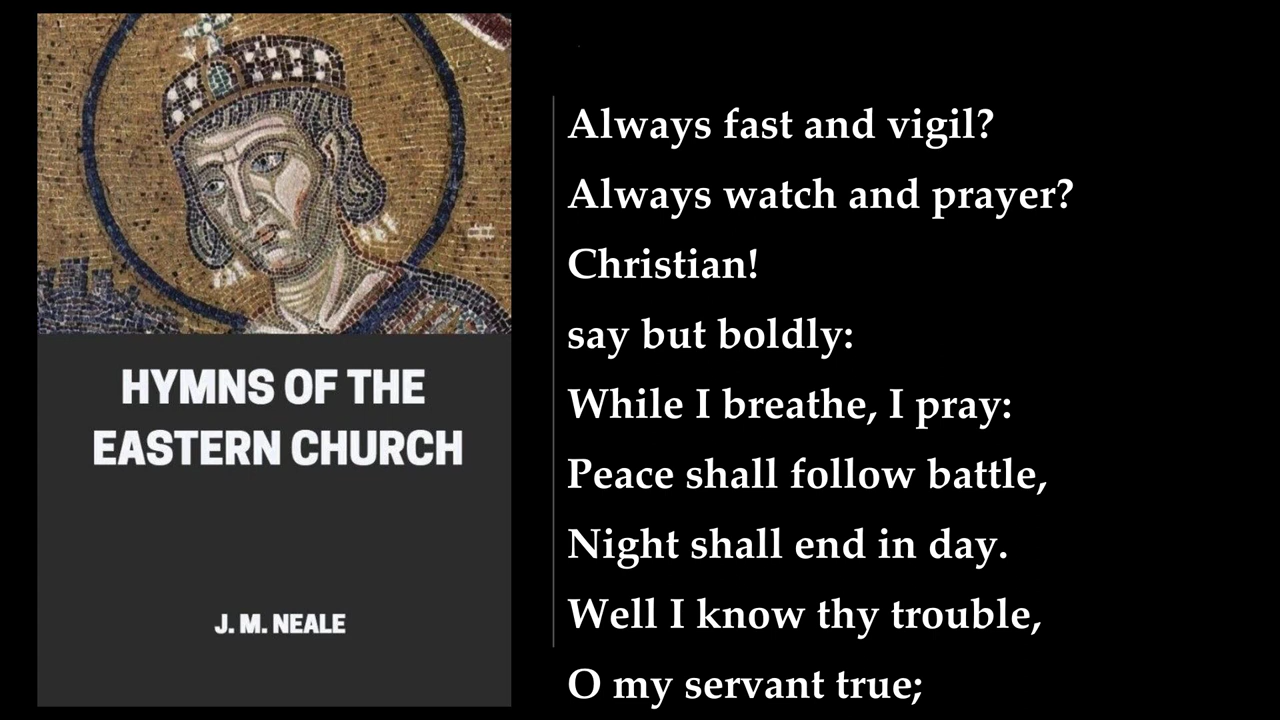 HYMNS OF THE
EASTERN CHURCH
J. M. NEALE
Always fast and vigil?
Always watch and prayer?
Christian!
say but boldly:
While I breathe, I pray:
Peace shall follow battle,
Night shall end in day.
Well I know thy trouble,
O my servant true;